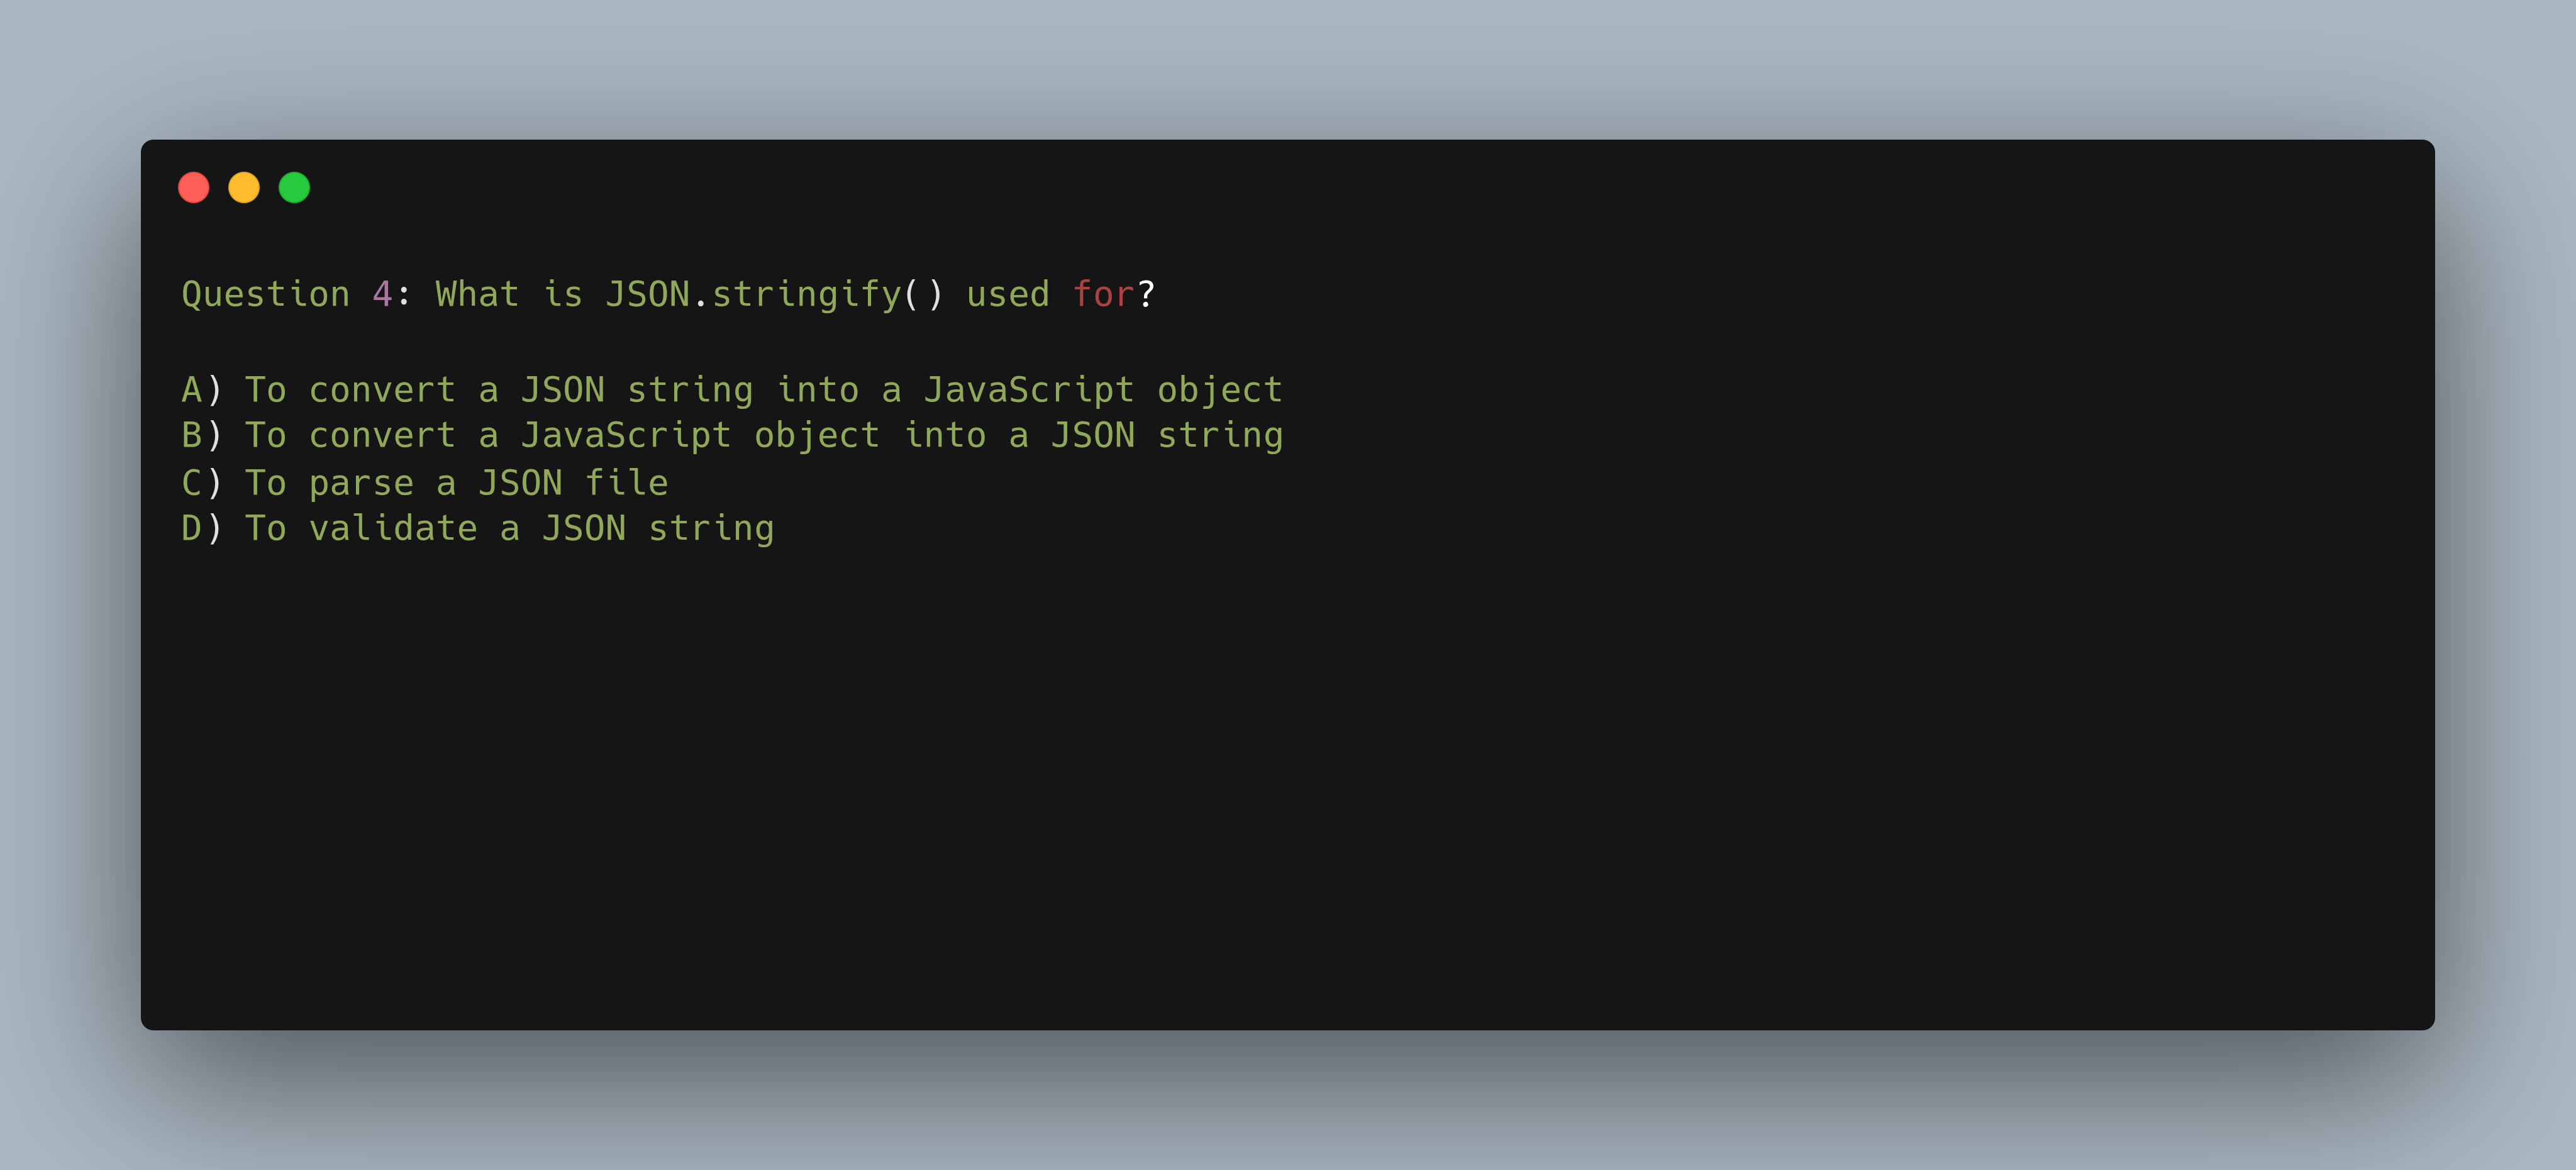 Question 4: What is JSON.stringify() used for?
A) To convert a JSON string into a JavaScript object
B) To convert a JavaScript object into a JSON string
C) To parse a JSON file
D) To validate a JSON string